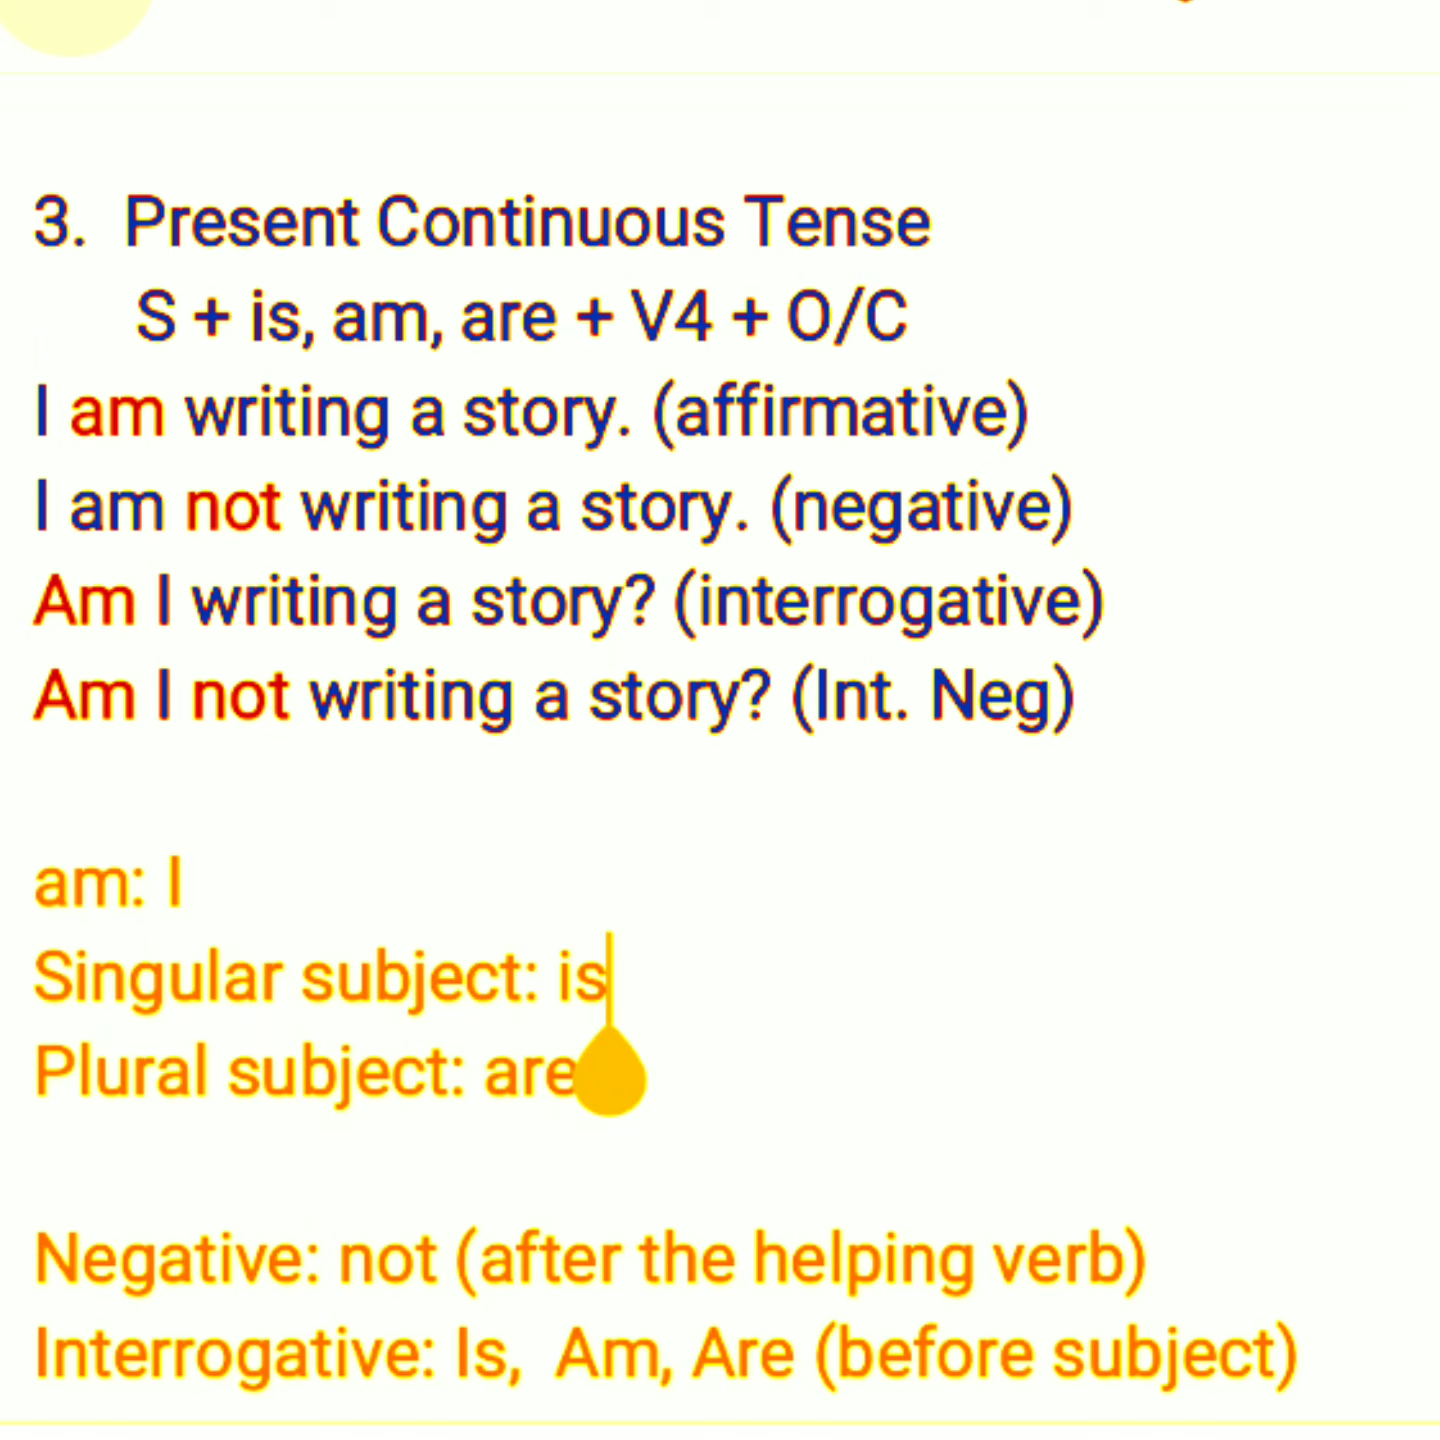 3. Present Continuous Tense
S + is, am, are + V4 + O/C
I am writing a story. (affirmative)
I am not writing a story. (negative)
Am I writing a story? (interrogative)
Am I not writing a story? (Int. Neg)
am: I
Singular subject: is
Plural subject: are
Negative: not (after the helping verb)
Interrogative: Is, Am, Are (before subject)